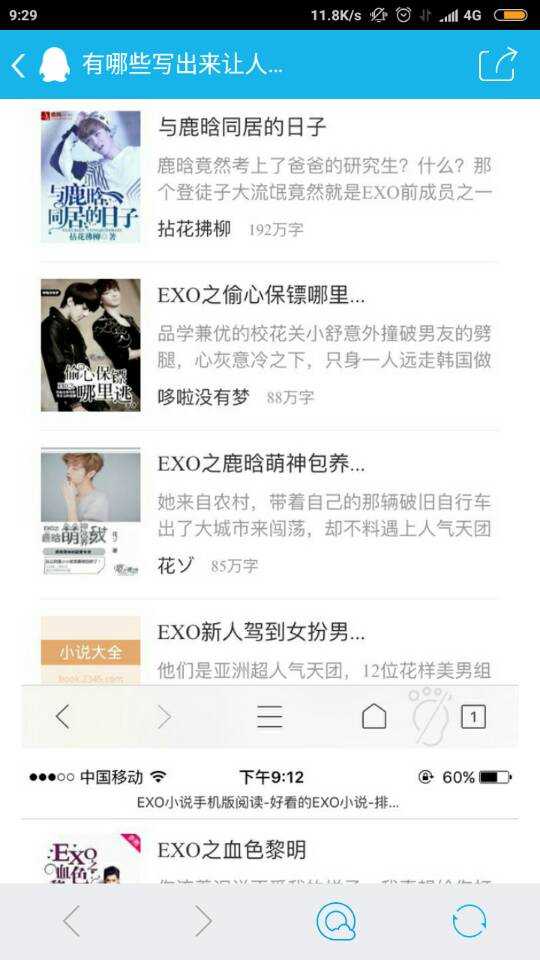 9:29
11.8K/s
4G
有哪些写出来让人...
与鹿晗同居的日子
鹿晗竟然考上了爸爸的研究生？什么？那
个登徒子大流氓竟然就是EXO前成员之一
拈花拂柳 192万字
与鹿晗
同居的日子
拈花拂柳◎著
EXO之偷心保镖哪里...
品学兼优的校花关小舒意外撞破男友的劈
腿，心灰意冷之下，只身一人远走韩国做
哆啦没有梦 88万字
偷心保镖
哪里逃
EXO之鹿晗萌神包养...
她来自农村，带着自己的那辆破旧自行车
出了大城市来闯荡，却不料遇上人气天团
花ゾ 85万字
EXO新人驾到女扮男...
他们是亚洲超人气天团，12位花样美男组
小说大全
book.2345.com
1
中国移动
下午9:12
60%
EXO小说手机版阅读-好看的EXO小说-排...
EXO之血色黎明
EXO
血色